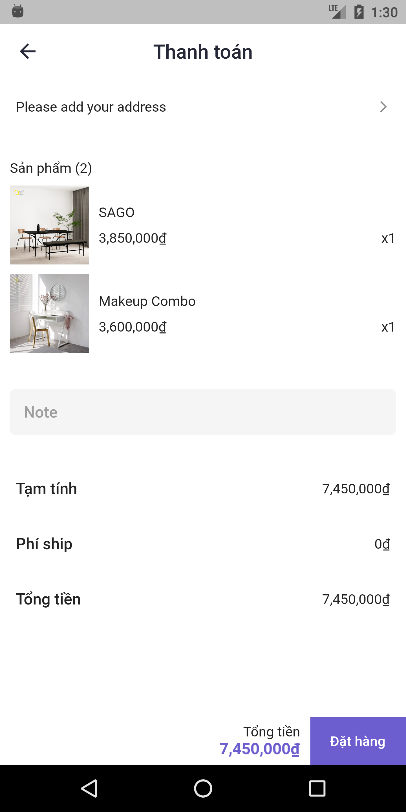 LTE 1:30
Thanh toán
Please add your address
Sản phẩm (2)
SAGO
3,850,000₫
x1
Makeup Combo
3,600,000₫
x1
Note
Tạm tính
7,450,000₫
Phí ship
0₫
Tổng tiền
7,450,000₫
Tổng tiền
7,450,000₫
Đặt hàng